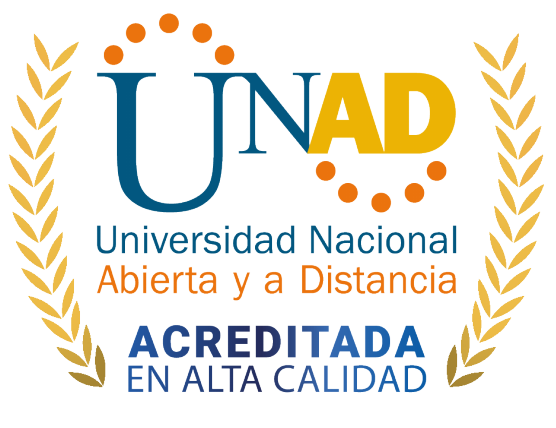 UNAD
Universidad Nacional
Abierta y a Distancia
ACREDITADA
EN ALTA CALIDAD